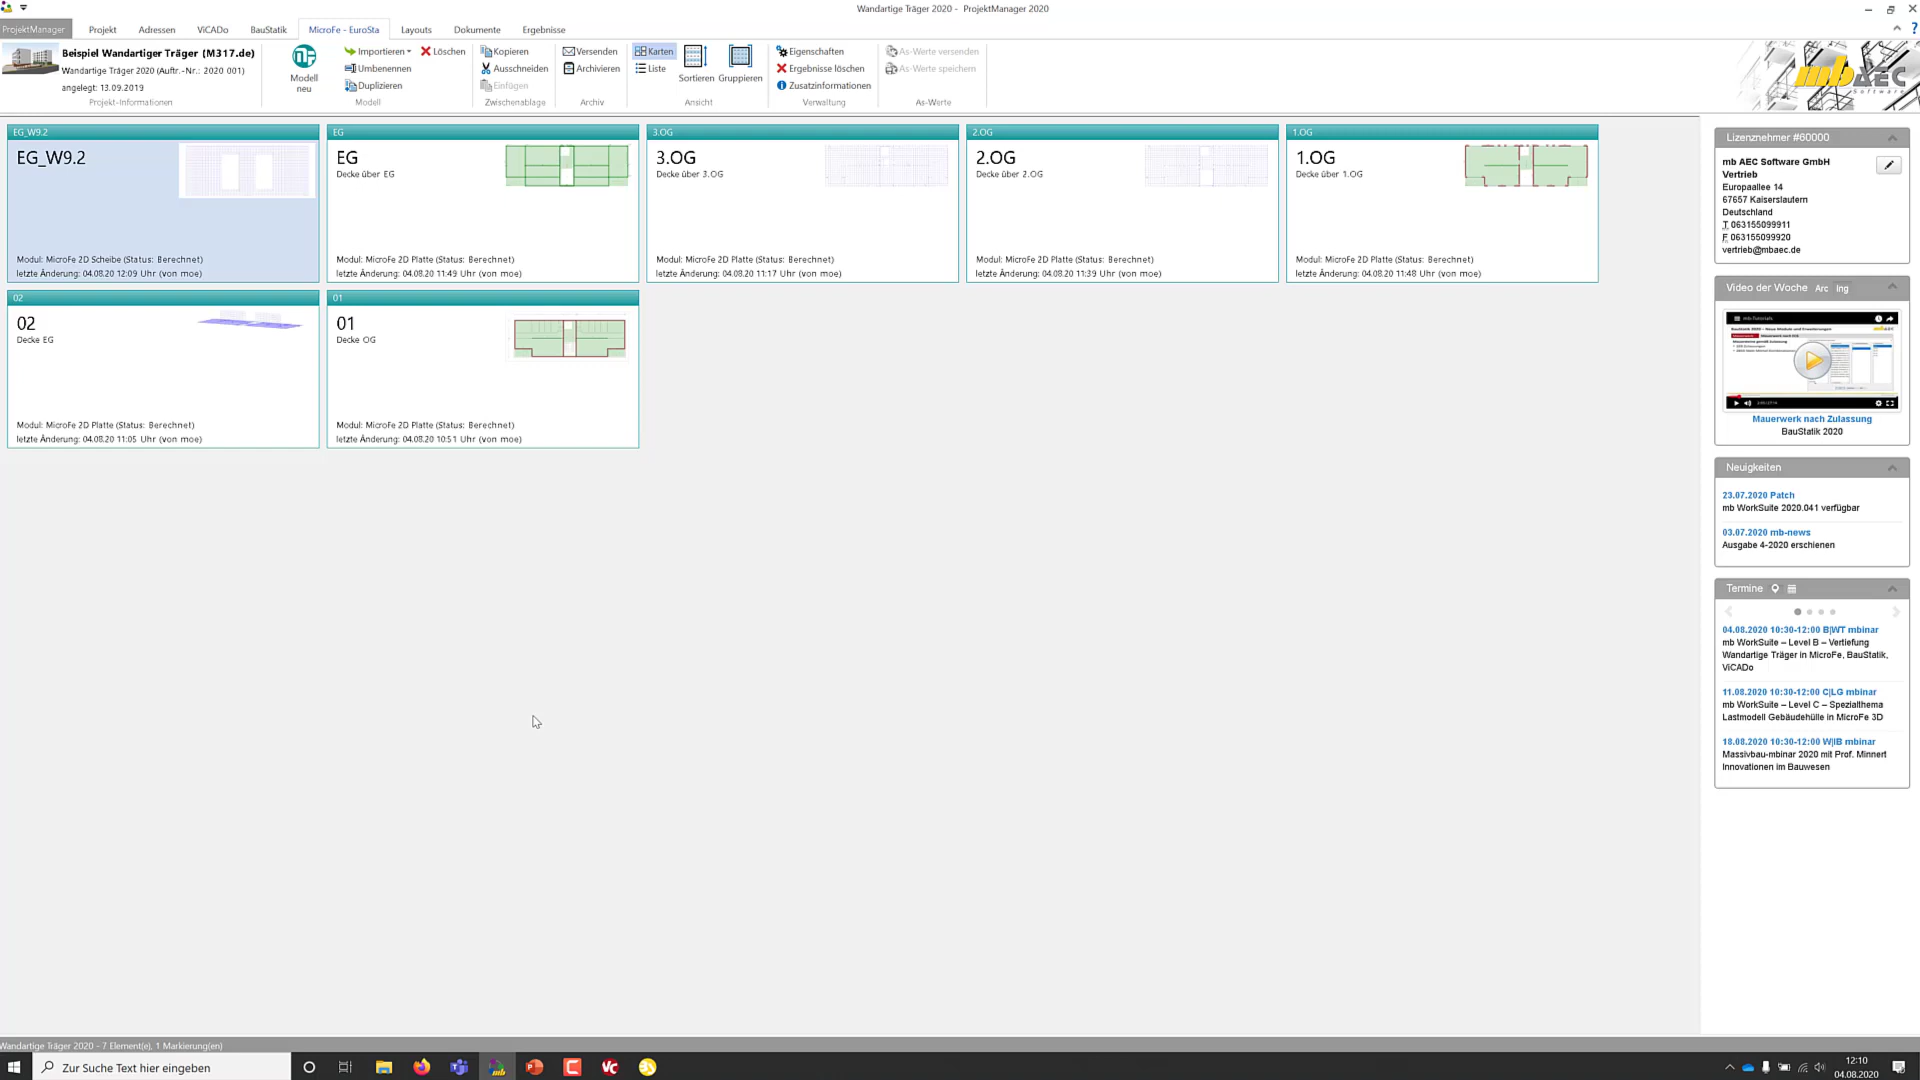 Wandartige Träger 2020 - ProjektManager 2020
ProjektManager Projekt Adressen ViCADo BauStatik MicroFe - EuroSta Layouts Dokumente Ergebnisse
Beispiel Wandartiger Träger (M317.de)
Wandartige Träger 2020 (Auftr.-Nr.: 2020 001)
angelegt: 13.09.2019
Projekt-Informationen
Modell
neu
Importieren
Löschen
Umbenennen
Duplizieren
Modell
Kopieren
Ausschneiden
Einfügen
Zwischenablage
Versenden
Archivieren
Archiv
Karten
Liste
Sortieren Gruppieren
Ansicht
Eigenschaften
Ergebnisse löschen
Zusatzinformationen
Verwaltung
As-Werte versenden
As-Werte speichern
As-Werte
mb AEC
Software
EG_W9.2
EG_W9.2
Modul: MicroFe 2D Scheibe (Status: Berechnet)
letzte Änderung: 04.08.20 12:09 Uhr (von moe)
EG
EG
Decke über EG
Modul: MicroFe 2D Platte (Status: Berechnet)
letzte Änderung: 04.08.20 11:49 Uhr (von moe)
3.OG
3.OG
Decke über 3.OG
Modul: MicroFe 2D Platte (Status: Berechnet)
letzte Änderung: 04.08.20 11:17 Uhr (von moe)
2.OG
2.OG
Decke über 2.OG
Modul: MicroFe 2D Platte (Status: Berechnet)
letzte Änderung: 04.08.20 11:39 Uhr (von moe)
1.OG
1.OG
Decke über 1.OG
Modul: MicroFe 2D Platte (Status: Berechnet)
letzte Änderung: 04.08.20 11:48 Uhr (von moe)
02
02
Decke EG
Modul: MicroFe 2D Platte (Status: Berechnet)
letzte Änderung: 04.08.20 11:05 Uhr (von moe)
01
01
Decke OG
Modul: MicroFe 2D Platte (Status: Berechnet)
letzte Änderung: 04.08.20 10:51 Uhr (von moe)
Lizenznehmer #60000
mb AEC Software GmbH
Vertrieb
Europaallee 14
67657 Kaiserslautern
Deutschland
T 063155099911
F 063155099920
vertrieb@mbaec.de
Video der Woche Arc Ing
mb-Tutorials
Mauerwerk nach Zulassung
BauStatik 2020
Neuigkeiten
23.07.2020 Patch
mb WorkSuite 2020.041 verfügbar
03.07.2020 mb-news
Ausgabe 4-2020 erschienen
Termine
04.08.2020 10:30-12:00 B|WT mbinar
mb WorkSuite – Level B – Vertiefung
Wandartige Träger in MicroFe, BauStatik,
ViCADo
11.08.2020 10:30-12:00 C|LG mbinar
mb WorkSuite – Level C – Spezialthema
Lastmodell Gebäudehülle in MicroFe 3D
18.08.2020 10:30-12:00 W|IB mbinar
Massivbau-mbinar 2020 mit Prof. Minnert
Innovationen im Bauwesen
Wandartige Träger 2020 - 7 Element(e), 1 Markierung(en)
Zur Suche Text hier eingeben
12:10
04.08.2020